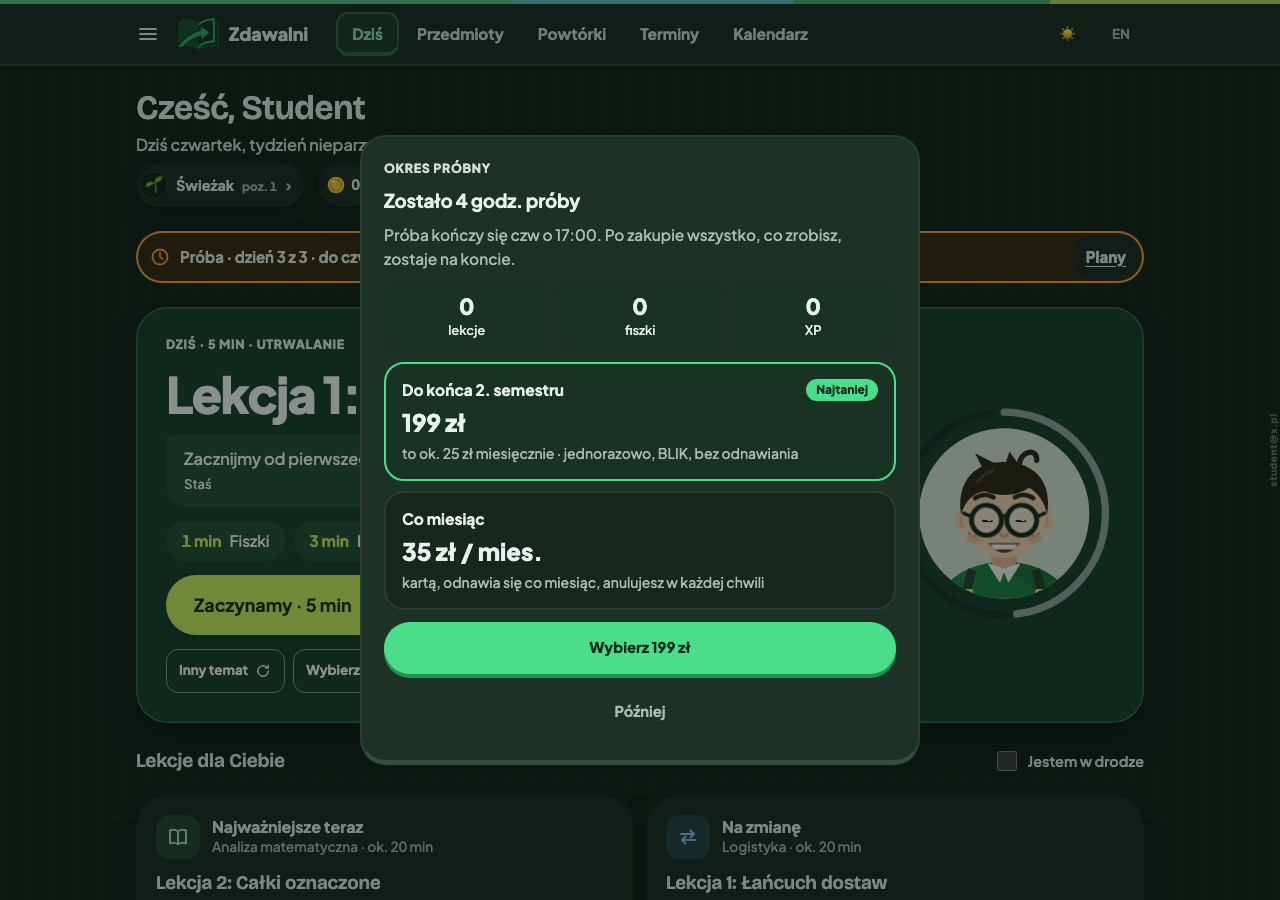 Zdawalni
Dziś
Przedmioty
Powtórki
Terminy
Kalendarz
EN
Cześć, Student
Dziś czwartek, tydzień nieparz
Świeżak poz. 1 ›
0
Próba · dzień 3 z 3 · do czw
Plany
DZIŚ · 5 MIN · UTRWALANIE
Lekcja 1:
Zacznijmy od pierwsze
Staś
1 min Fiszki
3 min
Zaczynamy · 5 min
Inny temat
Wybierz
OKRES PRÓBNY
Zostało 4 godz. próby
Próba kończy się czw o 17:00. Po zakupie wszystko, co zrobisz,
zostaje na koncie.
0
lekcje
0
fiszki
0
XP
Do końca 2. semestru
Najtaniej
199 zł
to ok. 25 zł miesięcznie · jednorazowo, BLIK, bez odnawiania
Co miesiąc
35 zł / mies.
kartą, odnawia się co miesiąc, anulujesz w każdej chwili
Wybierz 199 zł
Później
student@x.pl
Lekcje dla Ciebie
Jestem w drodze
Najważniejsze teraz
Analiza matematyczna · ok. 20 min
Lekcja 2: Całki oznaczone
Na zmianę
Logistyka · ok. 20 min
Lekcja 1: Łańcuch dostaw